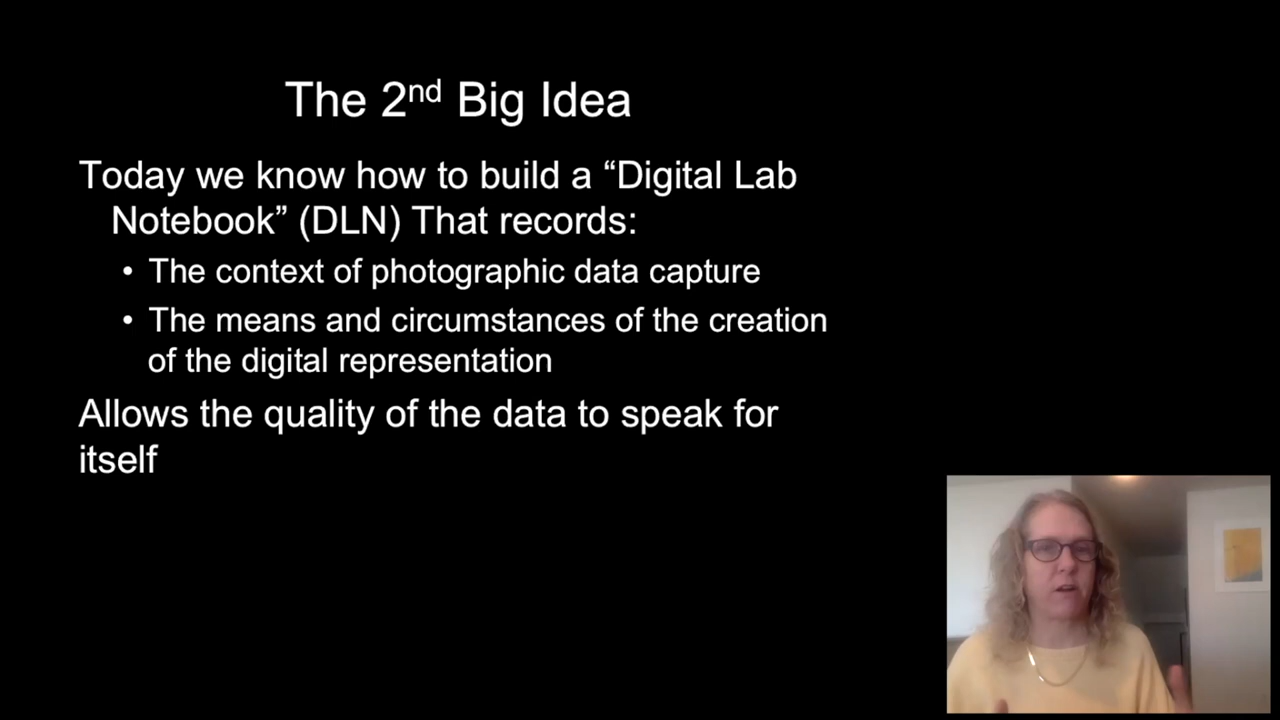 The 2nd Big Idea
Today we know how to build a “Digital Lab
Notebook” (DLN) That records:
• The context of photographic data capture
• The means and circumstances of the creation
of the digital representation
Allows the quality of the data to speak for
itself